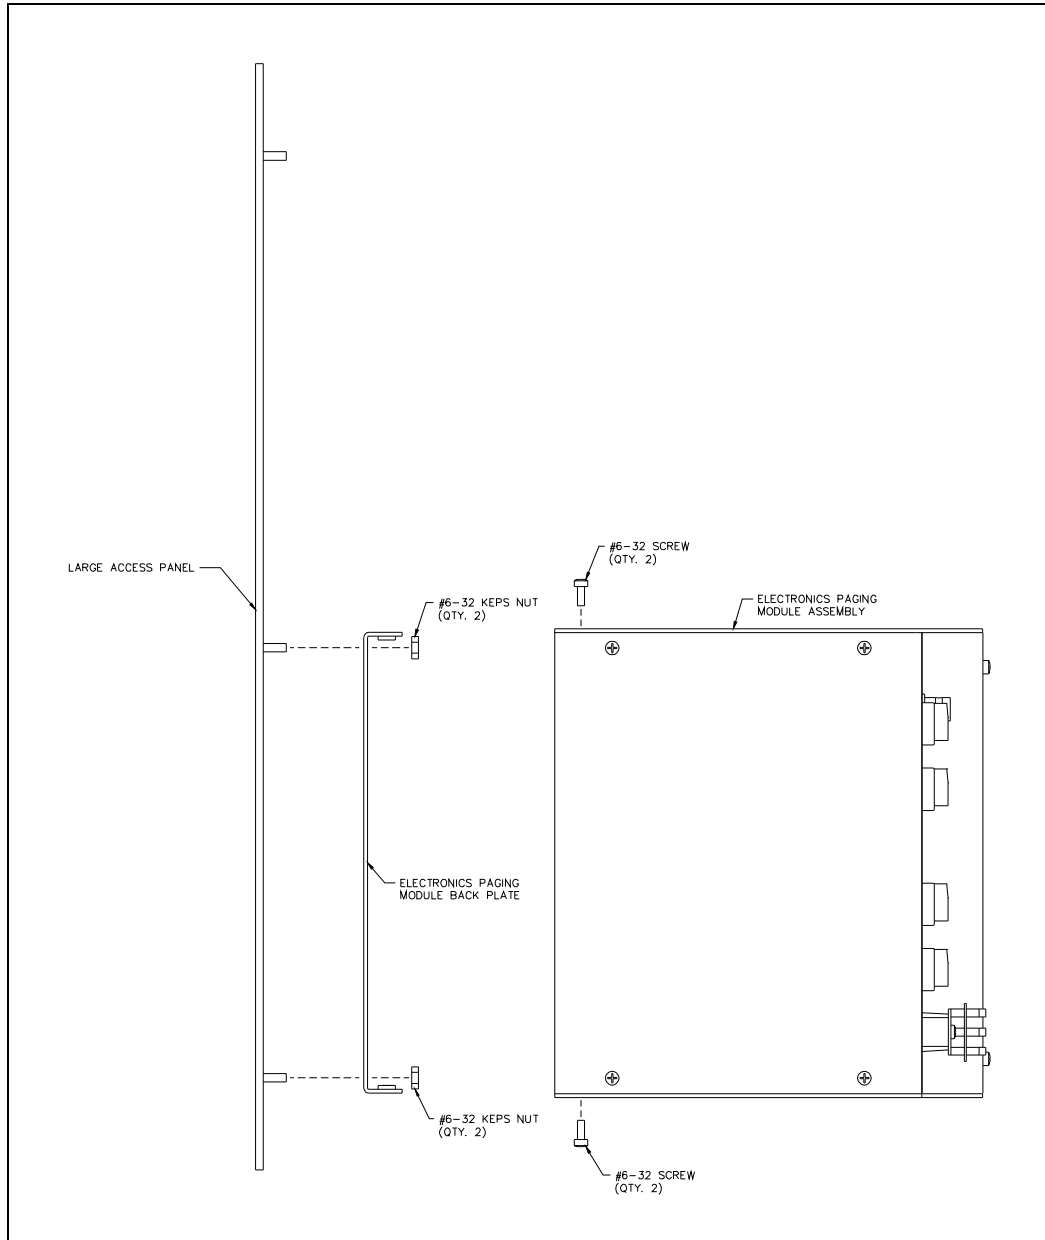 #6-32 SCREW
(QTY. 2)
LARGE ACCESS PANEL
ELECTRONICS PAGING
MODULE ASSEMBLY
#6-32 KEPS NUT
(QTY. 2)
ELECTRONICS PAGING
MODULE BACK PLATE
#6-32 KEPS NUT
(QTY. 2)
#6-32 SCREW
(QTY. 2)